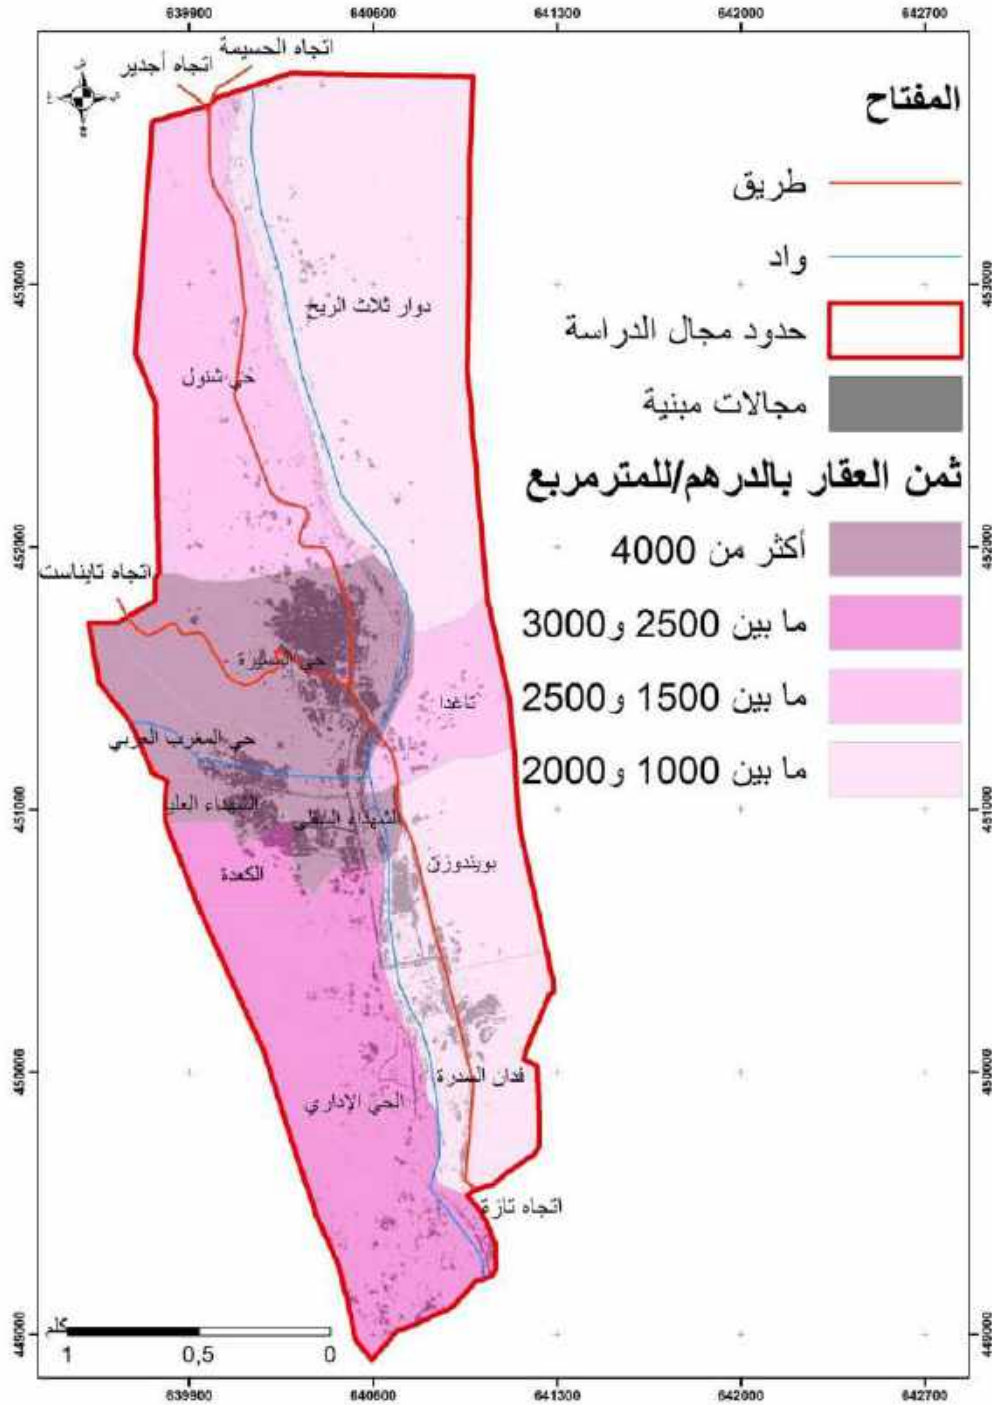 639900 640600 641300 642000 642700
اتجاه الحسيمة
اتجاه أجدير
المفتاح
طريق
واد
حدود مجال الدراسة
مجالات مبنية
ثمن العقار بالدرهم/للمترمربع
أكثر من 4000
ما بين 2500 و3000
ما بين 1500 و2500
ما بين 1000 و2000
453000 453000
دوار ثلاث الريح
حي شنول
452000 452000
اتجاه تايناست
حي المسيرة
تاغدا
حي المغرب العربي
الشهداء العليا
451000 451000
الشهداء السفلى
بويندوزن
الكعدة
450000 450000
فدان السدرة
الحي الإداري
اتجاه تازة
449000 449000
كلم
1 0,5 0
639900 640600 641300 642000 642700